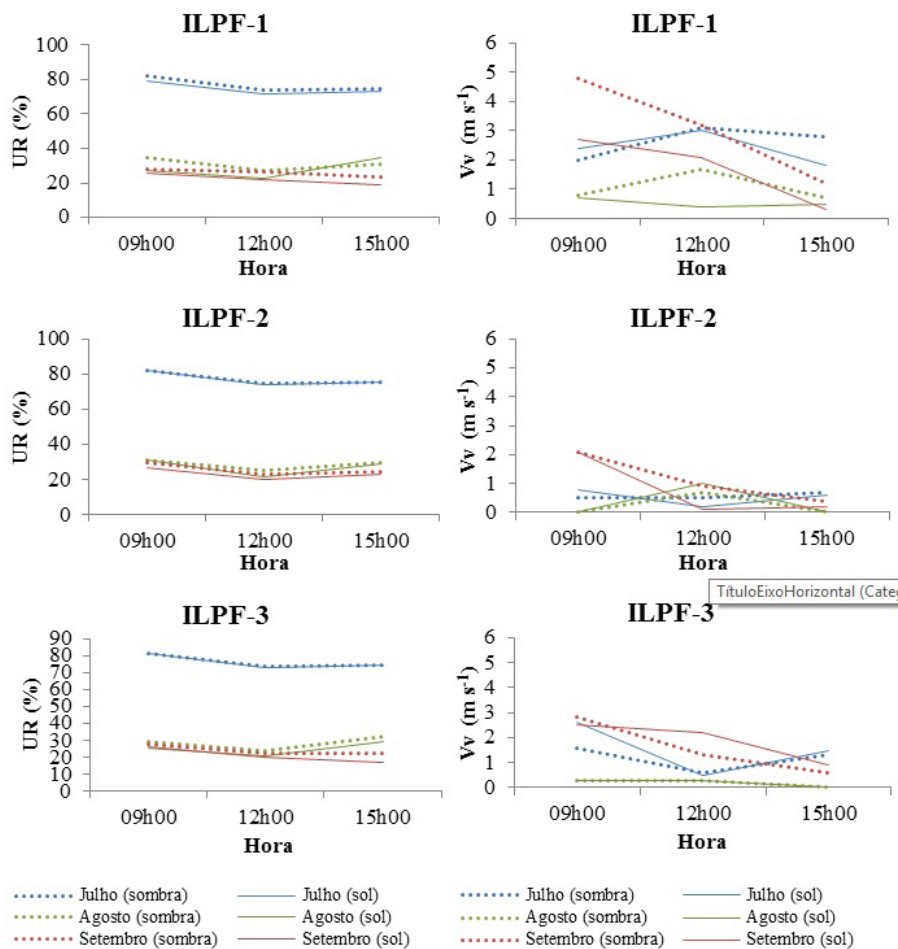 ILPF-1
UR (%)
100
80
60
40
20
0
09h00 12h00 15h00
Hora
ILPF-1
Vv (m s⁻¹)
6
5
4
3
2
1
0
09h00 12h00 15h00
Hora
ILPF-2
UR (%)
100
80
60
40
20
0
09h00 12h00 15h00
Hora
ILPF-2
Vv (m s⁻¹)
6
5
4
3
2
1
0
09h00 12h00 15h00
Hora
TítuloEixoHorizontal (Categ
ILPF-3
UR (%)
90
80
70
60
50
40
30
20
10
0
09h00 12h00 15h00
Hora
ILPF-3
Vv (m s⁻¹)
6
5
4
3
2
1
0
09h00 12h00 15h00
Hora
Julho (sombra) Julho (sol)
Agosto (sombra) Agosto (sol)
Setembro (sombra) Setembro (sol)
Julho (sombra) Julho (sol)
Agosto (sombra) Agosto (sol)
Setembro (sombra) Setembro (sol)